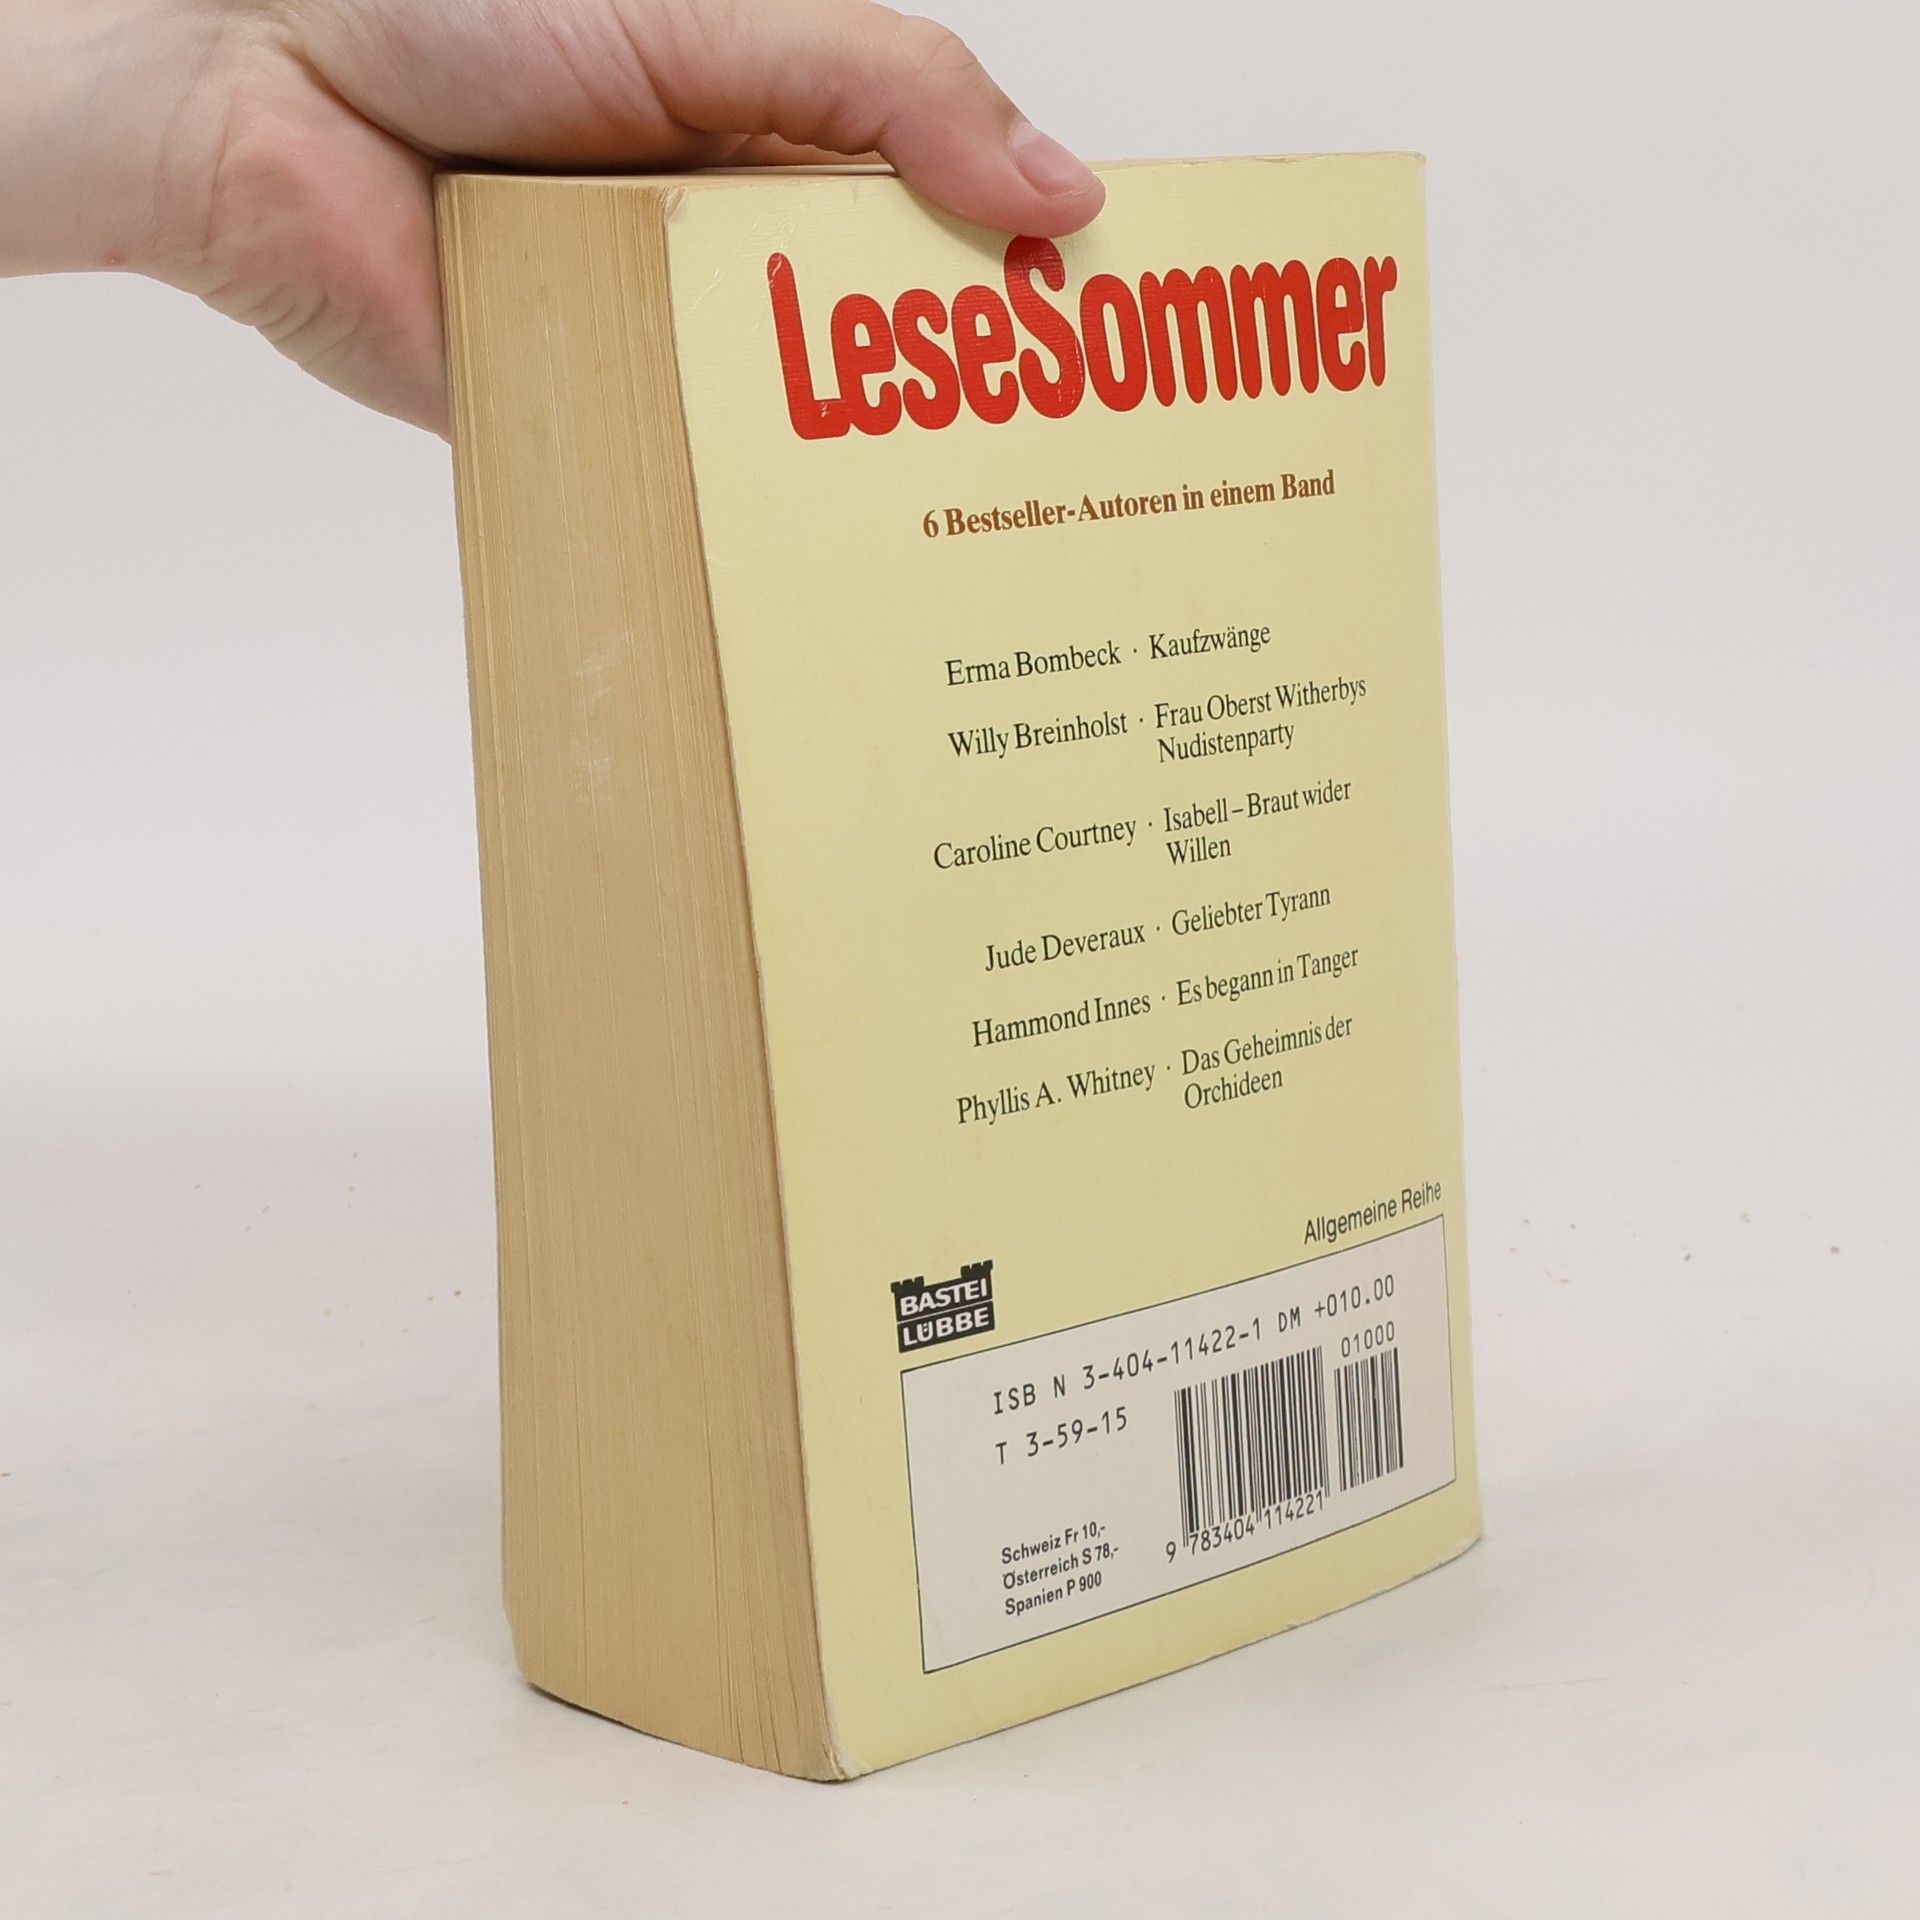 LeseSommer
6 Bestseller-Autoren in einem Band
Erma Bombeck · Kaufzwänge
Willy Breinholst · Frau Oberst Witherbys
Nudistenparty
Caroline Courtney · Isabell – Braut wider
Willen
Jude Deveraux · Geliebter Tyrann
Hammond Innes · Es begann in Tanger
Phyllis A. Whitney · Das Geheimnis der
Orchideen
Allgemeine Reihe
BASTEI
LÜBBE
ISB N 3-404-11422-1 DM +010.00
T 3-59-15
01000
Schweiz Fr 10,-
Österreich S 78,-
Spanien P 900
9 783404 114221